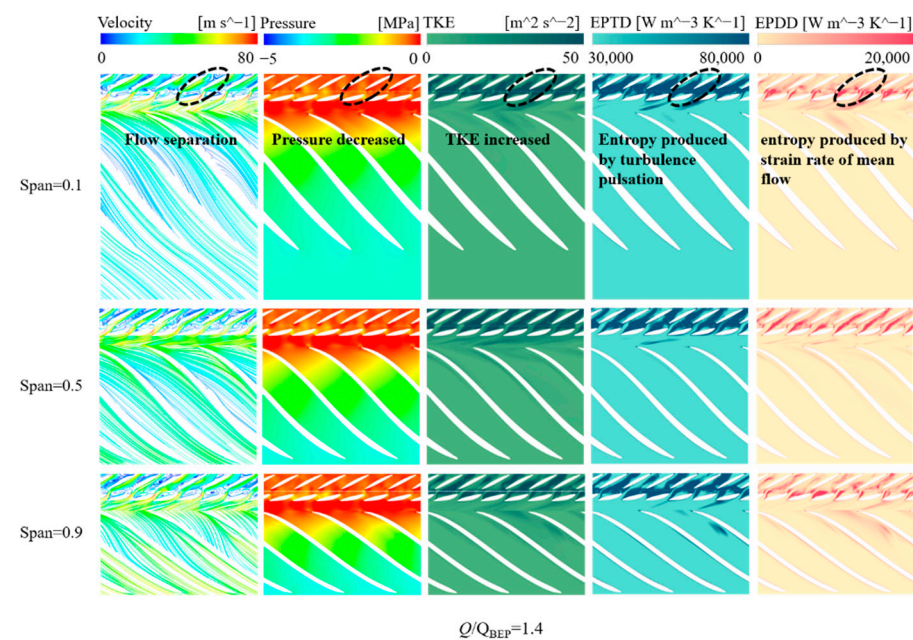 Velocity [m s^−1] Pressure [MPa] TKE [m^2 s^−2] EPTD [W m^−3 K^−1] EPDD [W m^−3 K^−1]
0 80 −5 0 0 50 30,000 80,000 0 20,000
Flow separation
Pressure decreased
TKE increased
Entropy produced
by turbulence
pulsation
entropy produced by
strain rate of mean
flow
Span=0.1
Span=0.5
Span=0.9
Q/Q_BEP=1.4